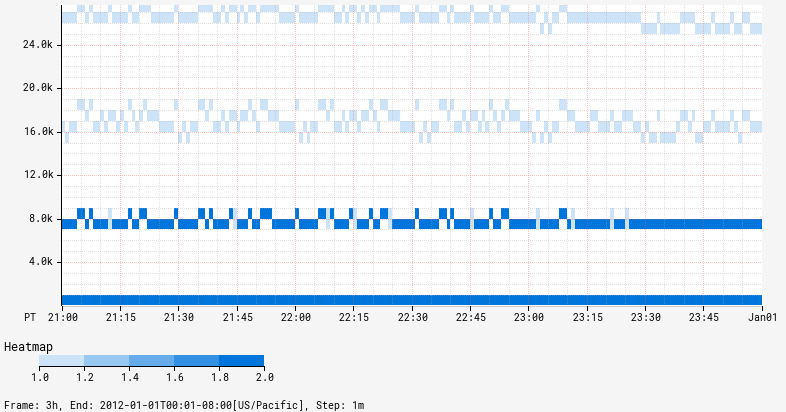 24.0k
20.0k
16.0k
12.0k
8.0k
4.0k
PT 21:00 21:15 21:30 21:45 22:00 22:15 22:30 22:45 23:00 23:15 23:30 23:45 Jan01
Heatmap
1.0 1.2 1.4 1.6 1.8 2.0
Frame: 3h, End: 2012-01-01T00:01-08:00[US/Pacific], Step: 1m